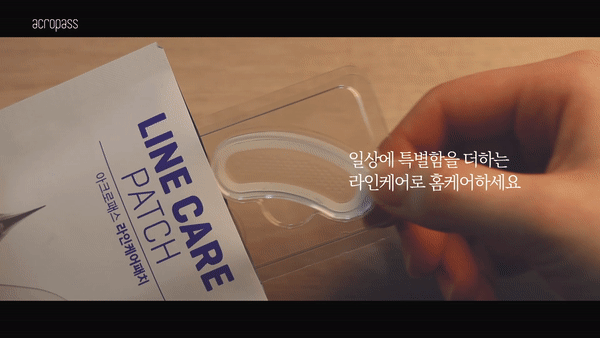 acropass
일상에 특별함을 더하는
라인케어로 홈케어하세요
LINE CARE
PATCH
아크로패스 라인케어패치